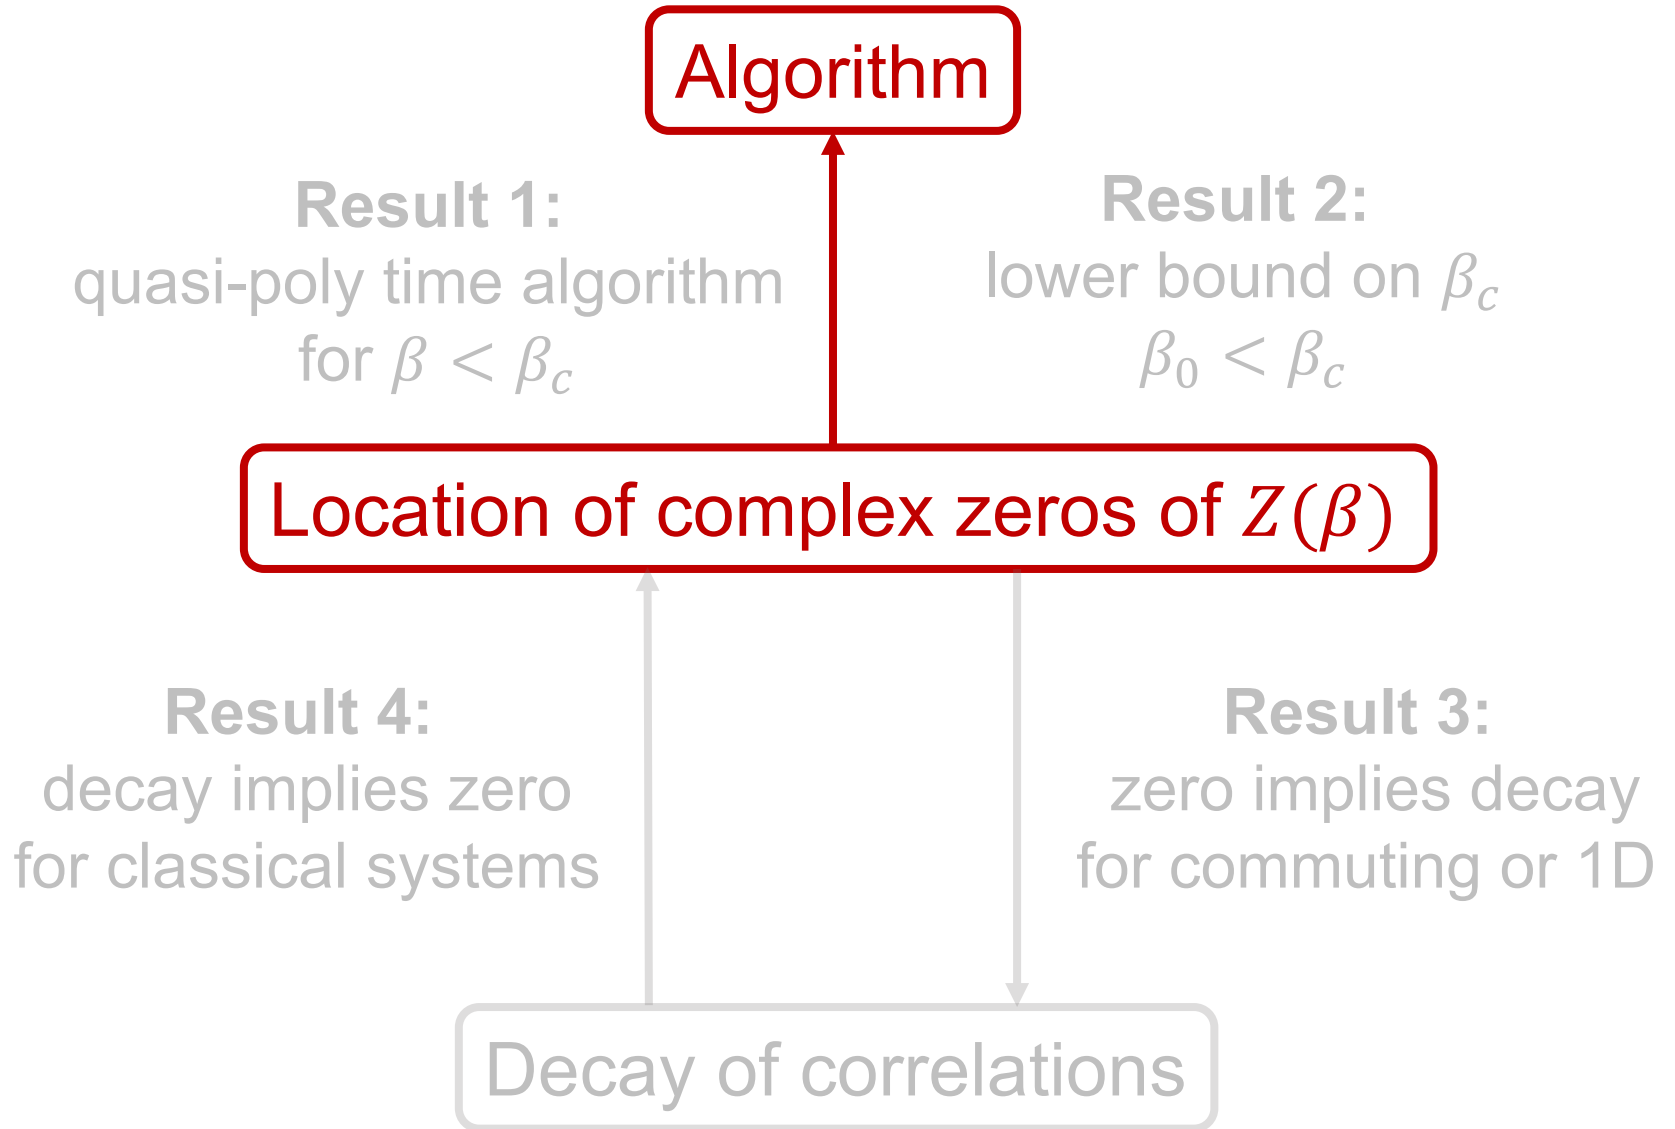 Algorithm
Result 1:
quasi-poly time algorithm
for β < β_c
Result 2:
lower bound on β_c
β_0 < β_c
Location of complex zeros of Z(β)
Result 4:
decay implies zero
for classical systems
Result 3:
zero implies decay
for commuting or 1D
Decay of correlations